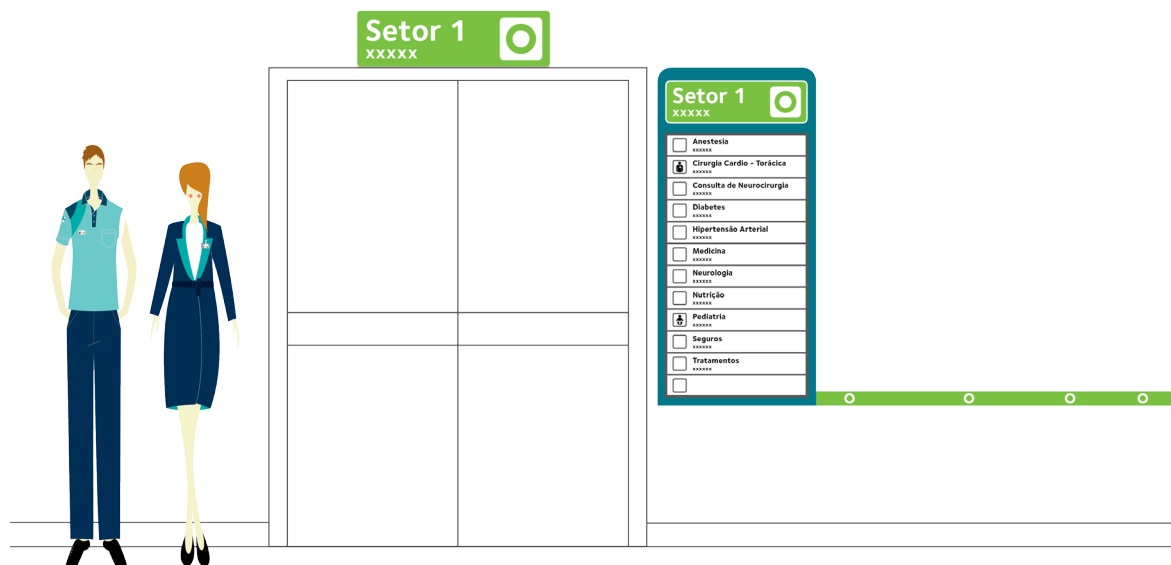 Setor 1
xxxxx
Setor 1
xxxxx
Anestesia
xxxxxx
Cirurgia Cardio - Torácica
xxxxxx
Consulta de Neurocirurgia
xxxxxx
Diabetes
xxxxxx
Hipertensão Arterial
xxxxxx
Medicina
xxxxxx
Neurologia
xxxxxx
Nutrição
xxxxxx
Pediatria
xxxxxx
Seguros
xxxxxx
Tratamentos
xxxxxx